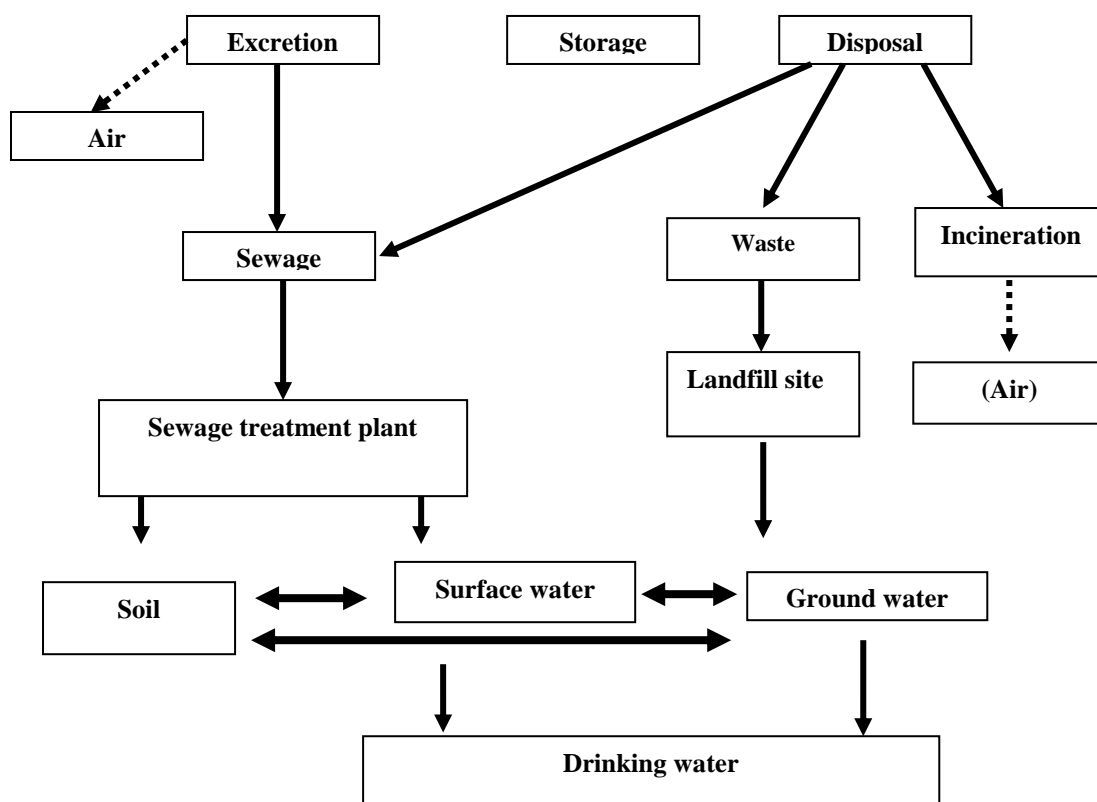 Excretion
Storage
Disposal
Air
Sewage
Waste
Incineration
Landfill site
(Air)
Sewage treatment plant
Soil
Surface water
Ground water
Drinking water